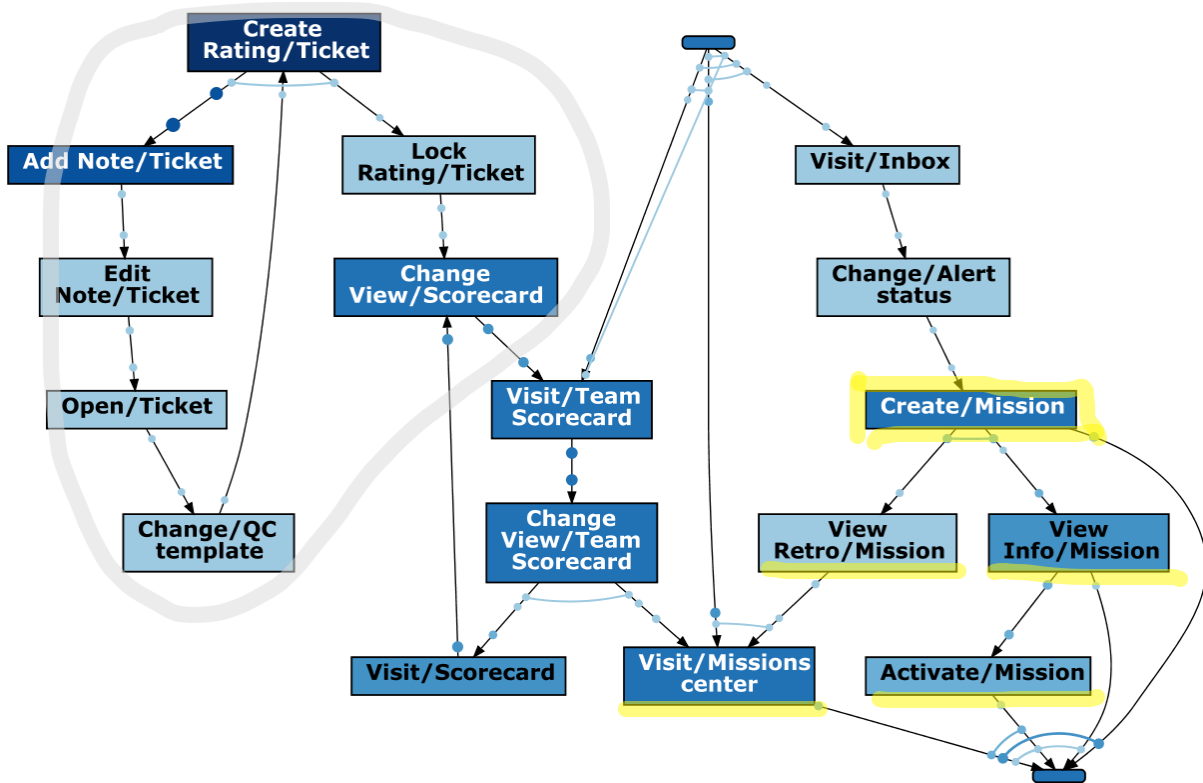 Create
Rating/Ticket
Add Note/Ticket
Lock
Rating/Ticket
Visit/Inbox
Edit
Note/Ticket
Change
View/Scorecard
Change/Alert
status
Open/Ticket
Visit/Team
Scorecard
Create/Mission
Change/QC
template
Change
View/Team
Scorecard
View
Retro/Mission
View
Info/Mission
Visit/Scorecard
Visit/Missions
center
Activate/Mission